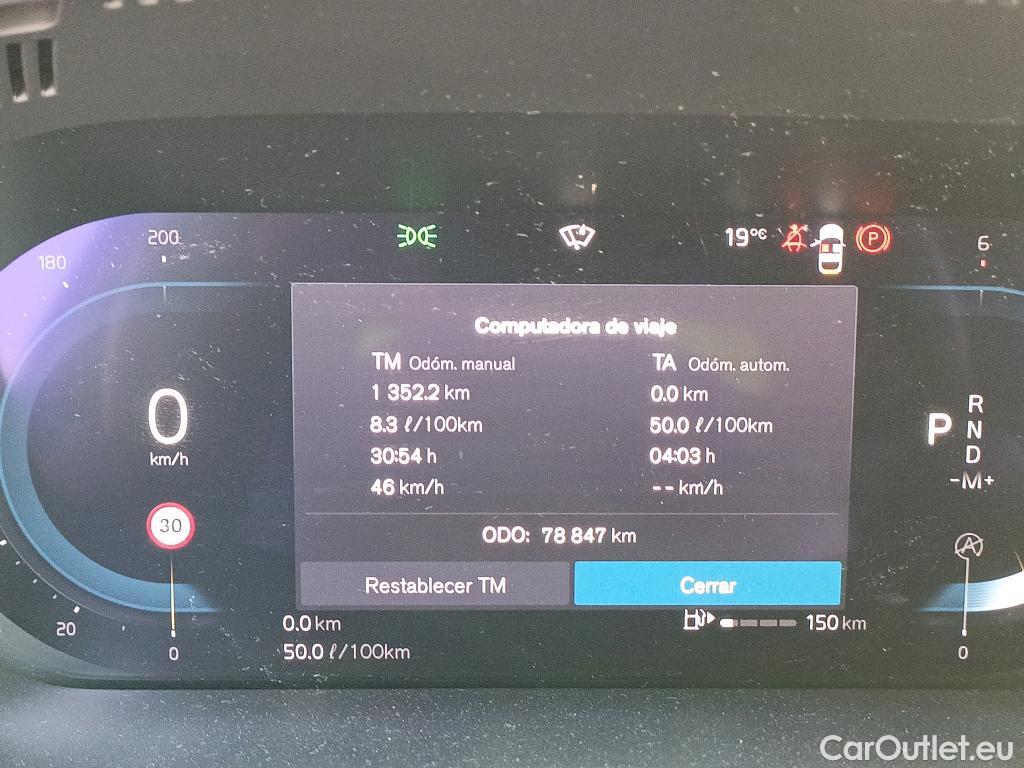 200
180
19°C
P
6
Computadora de viaje
TM Odóm. manual
TA Odóm. autom.
1 352.2 km
0.0 km
8.3 ℓ/100km
50.0 ℓ/100km
30:54 h
04:03 h
46 km/h
-- km/h
0
km/h
P
R
N
D
-M+
30
ODO: 78 847 km
A
Restablecer TM
Cerrar
0.0 km
150 km
20
50.0 ℓ/100km
0
0
CarOutlet.eu